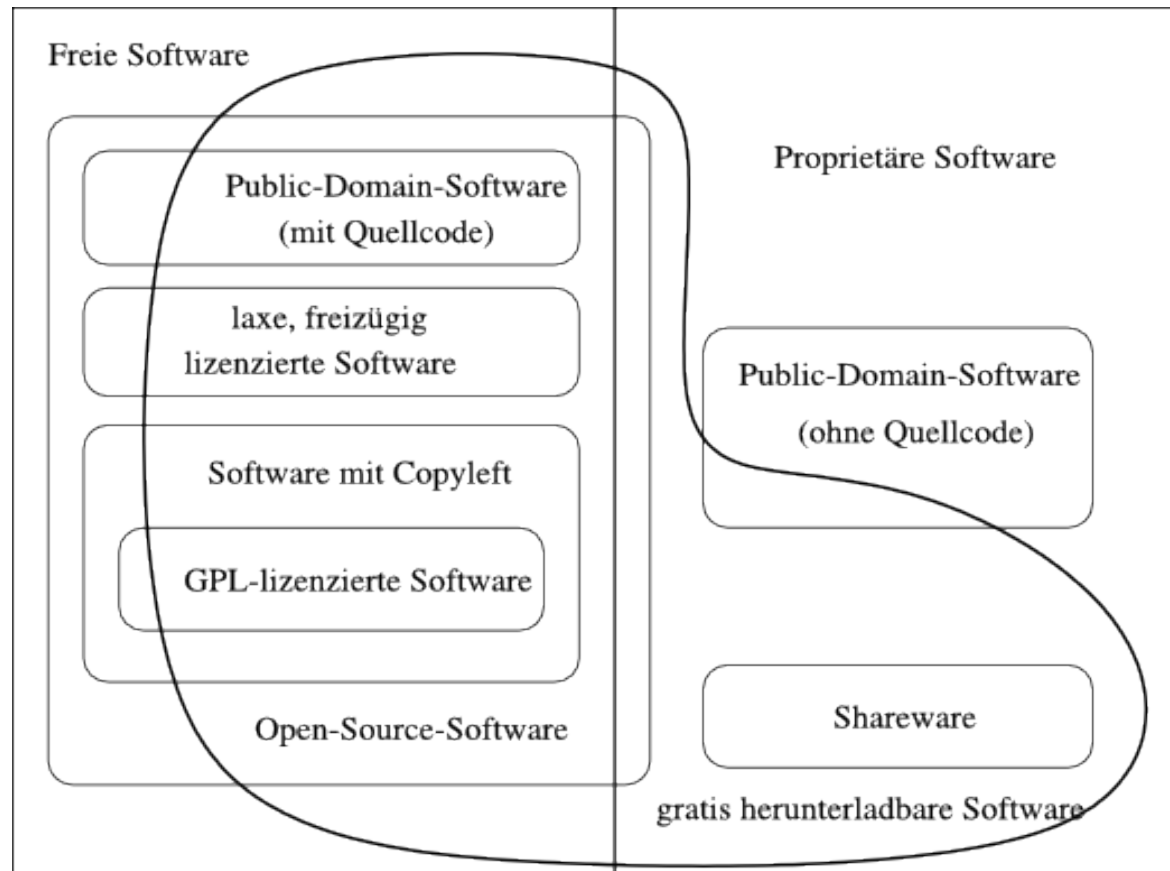 Freie Software
Proprietäre Software
Public-Domain-Software
(mit Quellcode)
laxe, freizügig
lizenzierte Software
Software mit Copyleft
GPL-lizenzierte Software
Open-Source-Software
Public-Domain-Software
(ohne Quellcode)
Shareware
gratis herunterladbare Software